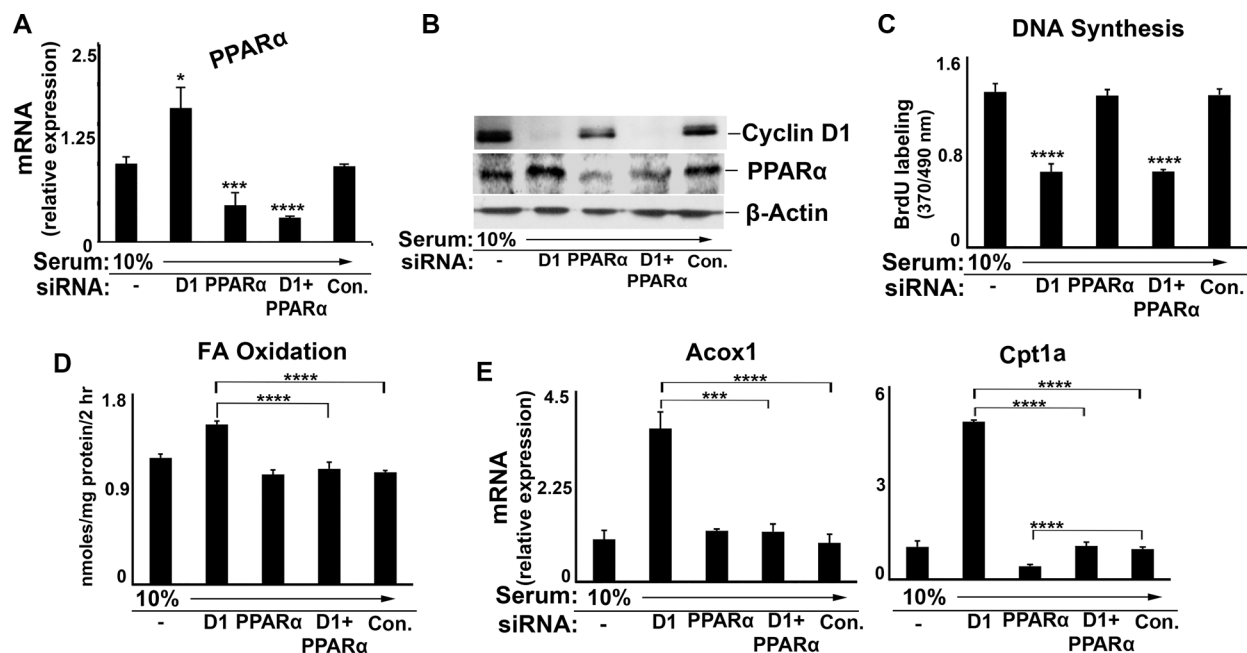 A
PPARα
mRNA
(relative expression)
2.5
1.25
0
*
***
****
Serum: 10%
siRNA: - D1 PPARα D1+ Con.
PPARα
B
Cyclin D1
PPARα
β-Actin
Serum: 10%
siRNA: - D1 PPARα D1+ Con.
PPARα
C
DNA Synthesis
BrdU labeling
(370/490 nm)
1.6
0.8
0
****
****
Serum: 10%
siRNA: - D1 PPARα D1+ Con.
PPARα
D
FA Oxidation
nmoles/mg protein/2 hr
1.8
0.9
0
****
****
10%
- D1 PPARα D1+ Con.
PPARα
E
Acox1
mRNA
(relative expression)
4.5
2.25
0
****
***
Serum: 10%
siRNA: - D1 PPARα D1+ Con.
PPARα
Cpt1a
6
3
0
****
****
****
10%
- D1 PPARα D1+ Con.
PPARα